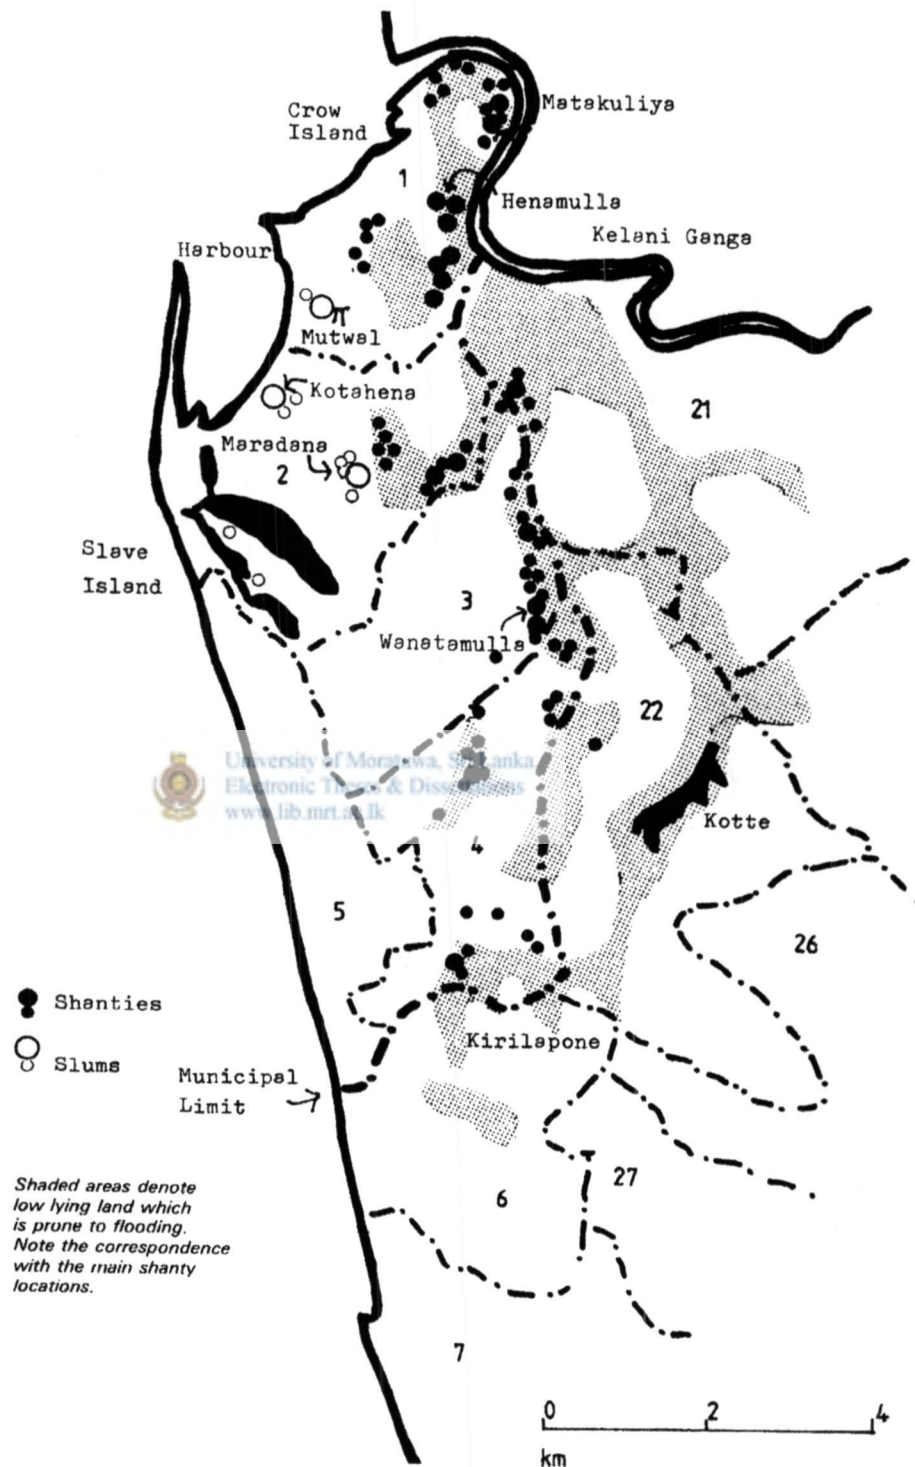 Crow
Island
Matakuliya
1
Henamulla
Kelani Ganga
Harbour
Mutwal
Kotahena
21
Maradana
2
Slave
Island
3
Wanatamulla
22
University of Moratuwa, Sri Lanka.
Electronic Theses & Dissertations
www.lib.mrt.ac.lk
Kotte
4
5
26
Shanties
Slums
Kirilapone
Municipal
Limit
Shaded areas denote
low lying land which
is prone to flooding.
Note the correspondence
with the main shanty
locations.
27
6
7
0 2 4
km